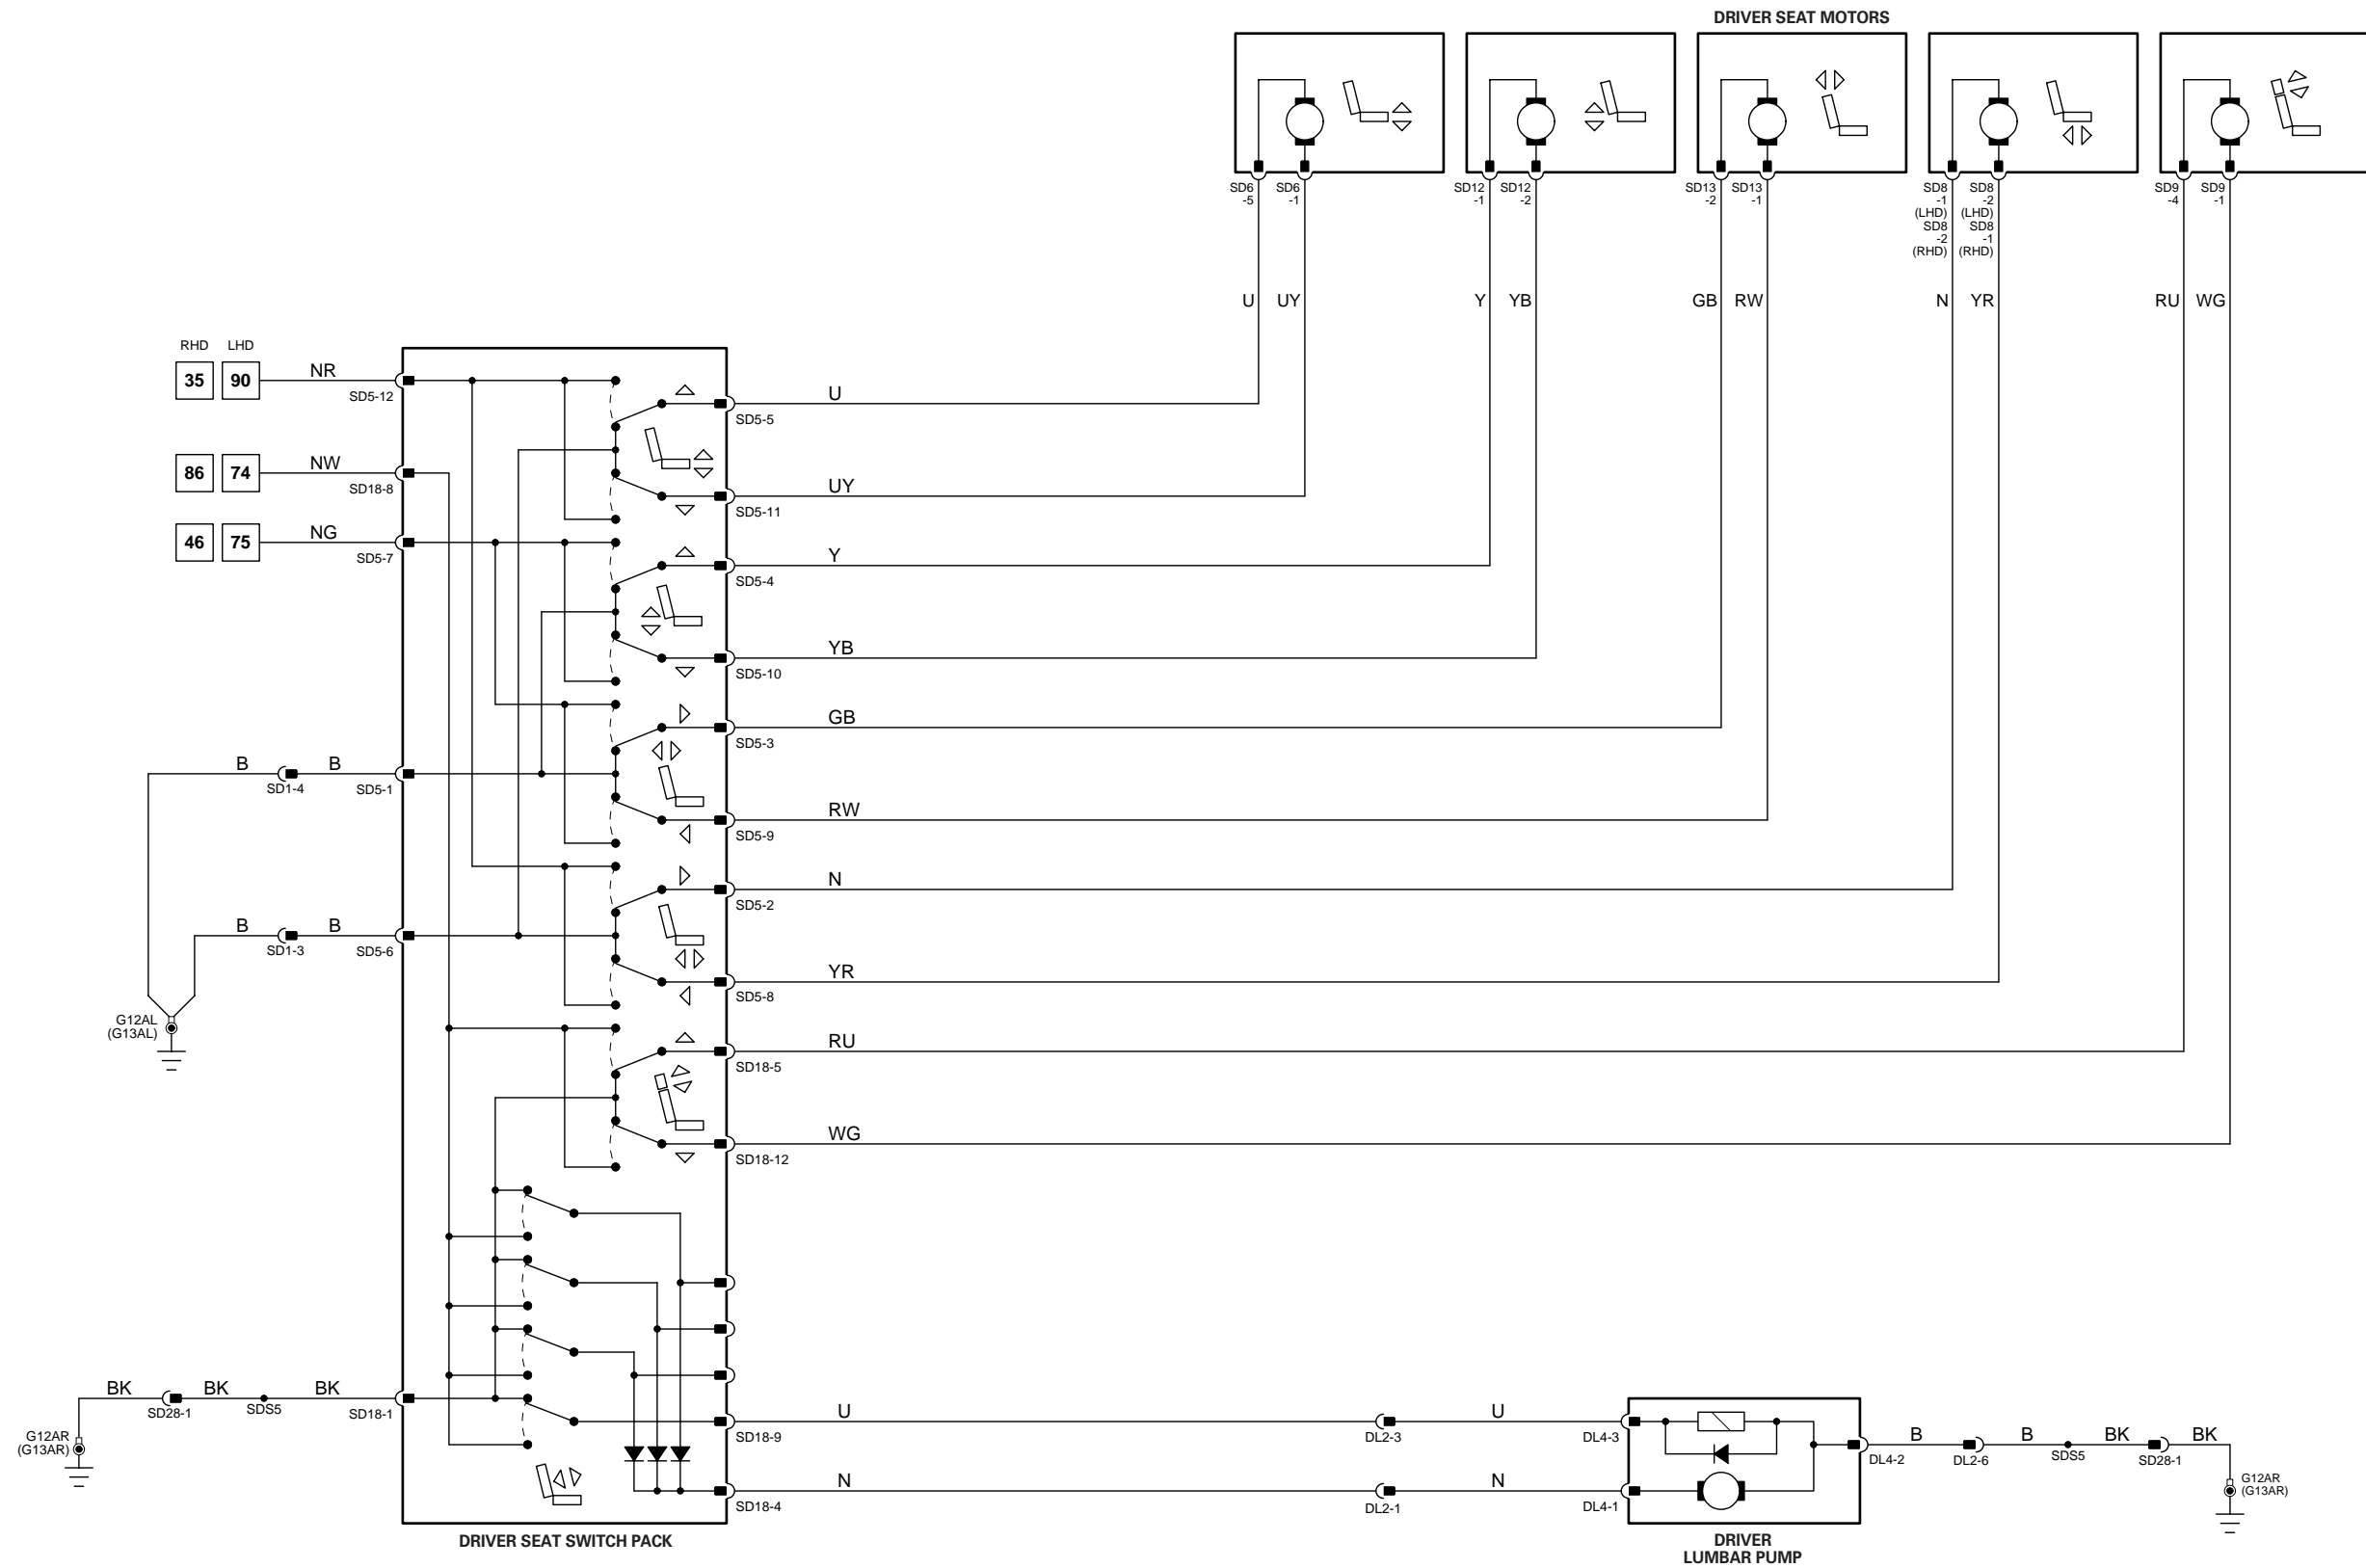 DRIVER SEAT MOTORS
SD6 -5
SD6 -1
SD12 -1
SD12 -2
SD13 -2
SD13 -1
SD8 -1 (LHD) SD8 -2 (RHD)
SD8 -2 (LHD) SD8 -1 (RHD)
SD9 -4
SD9 -1
U UY Y YB GB RW N YR RU WG
RHD LHD
35 90 NR
SD5-12
86 74 NW
SD18-8
46 75 NG
SD5-7
U
SD5-5
UY
SD5-11
Y
SD5-4
YB
SD5-10
GB
SD5-3
B B
SD1-4 SD5-1
RW
SD5-9
N
SD5-2
B B
SD1-3 SD5-6
YR
SD5-8
G12AL
(G13AL)
RU
SD18-5
WG
SD18-12
BK BK BK
SD28-1 SDS5 SD18-1
G12AR
(G13AR)
U U
SD18-9 DL2-3 DL4-3
N N
SD18-4 DL2-1 DL4-1
B B BK BK
DL4-2 DL2-6 SDS5 SD28-1
G12AR
(G13AR)
DRIVER SEAT SWITCH PACK
DRIVER
LUMBAR PUMP